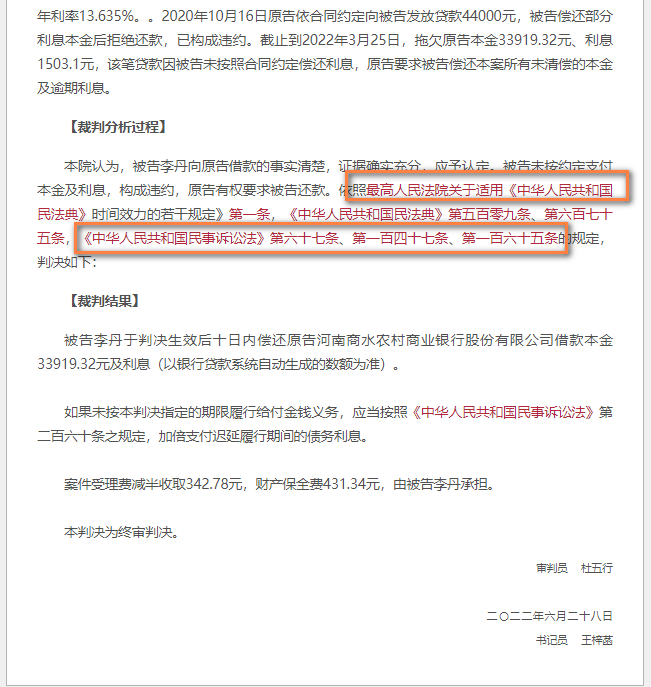 年利率13.635%。。2020年10月16日原告依合同约定向被告发放贷款44000元，被告偿还部分
利息本金后拒绝还款，已构成违约。截止到2022年3月25日，拖欠原告本金33919.32元、利息
1503.1元，该笔贷款因被告未按照合同约定偿还利息，原告要求被告偿还本案所有未清偿的本金
及逾期利息。
【裁判分析过程】
本院认为，被告李丹向原告借款的事实清楚，证据确实充分，应予认定。被告未按约定支付
本金及利息，构成违约，原告有权要求被告还款。依照最高人民法院关于适用《中华人民共和国
民法典》时间效力的若干规定》第一条，《中华人民共和国民法典》第五百零九条、第六百七十
五条，《中华人民共和国民事诉讼法》第六十七条、第一百四十七条、第一百六十五条的规定，
判决如下：
【裁判结果】
被告李丹于判决生效后十日内偿还原告河南商水农村商业银行股份有限公司借款本金
33919.32元及利息（以银行贷款系统自动生成的数额为准）。
如果未按本判决指定的期限履行给付金钱义务，应当按照《中华人民共和国民事诉讼法》第
二百六十条之规定，加倍支付迟延履行期间的债务利息。
案件受理费减半收取342.78元，财产保全费431.34元，由被告李丹承担。
本判决为终审判决。
审判员 杜五行
二〇二二年六月二十八日
书记员 王梓菡